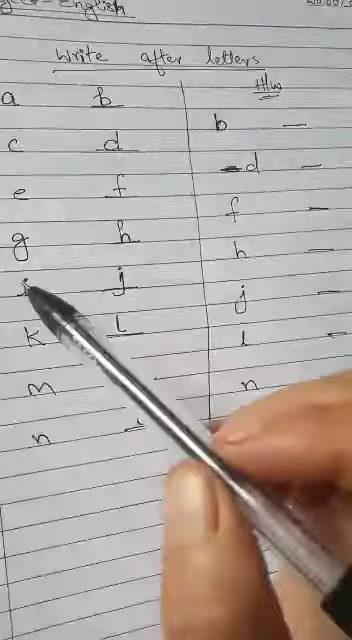 English
Write after letters
H/w
a b
c d
e f
g h
i j
k l
m
n
b —
d —
f —
h —
j —
l —
n